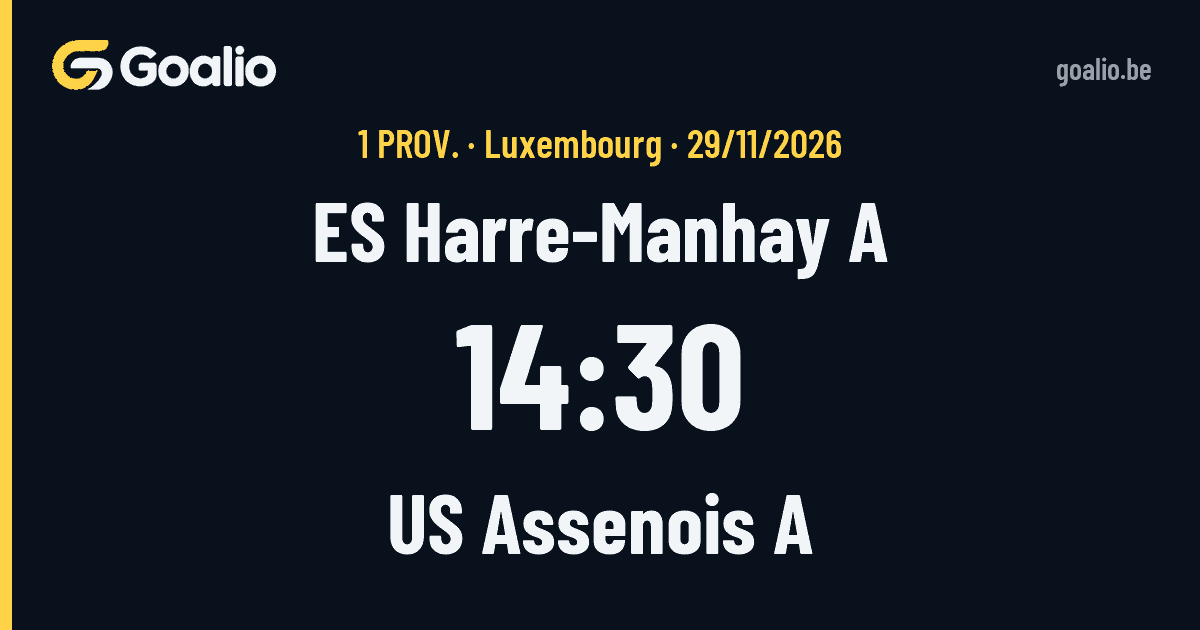 Goalio
goalio.be
1 PROV. · Luxembourg · 29/11/2026
ES Harre-Manhay A
14:30
US Assenois A